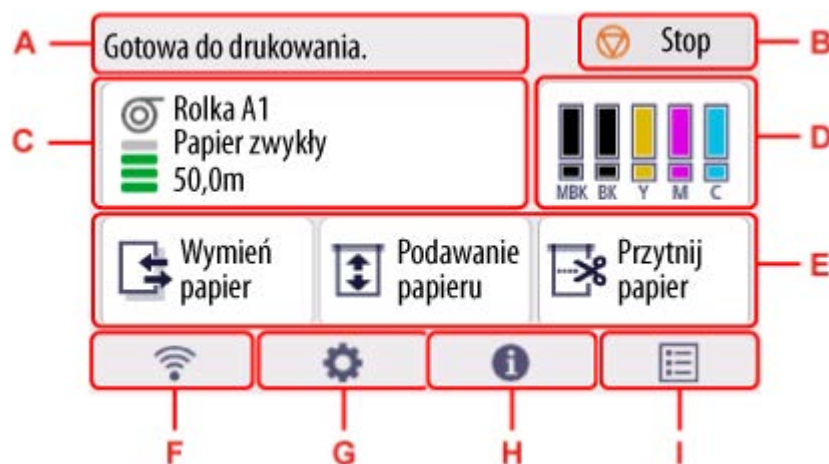 A
Gotowa do drukowania.
Stop
B
C
Rolka A1
Papier zwykły
50,0m
MBK BK Y M C
D
Wymień
papier
Podawanie
papieru
Przytnij
papier
E
F
G
H
I